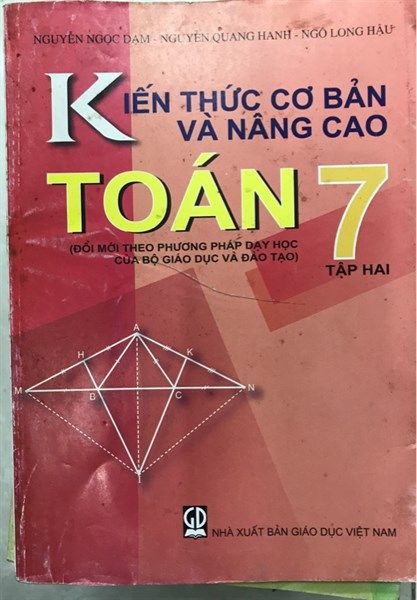 NGUYỄN NGỌC ĐẠM - NGUYỄN QUANG HANH - NGÔ LONG HẬU
KIẾN THỨC CƠ BẢN
VÀ NÂNG CAO
TOÁN 7
(ĐỔI MỚI THEO PHƯƠNG PHÁP DẠY HỌC
CỦA BỘ GIÁO DỤC VÀ ĐÀO TẠO)
TẬP HAI
A
H K
M B C N
I
GD
NHÀ XUẤT BẢN GIÁO DỤC VIỆT NAM